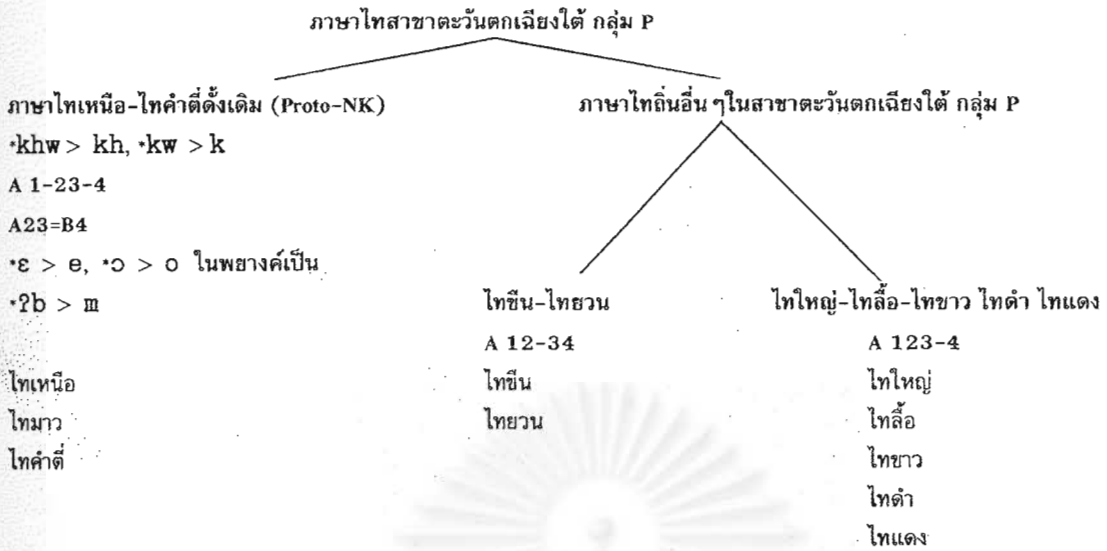 ภาษาไทสาขาตะวันตกเฉียงใต้ กลุ่ม P
ภาษาไทเหนือ-ไทคำตี่ดั้งเดิม (Proto-NK)
*khw > kh, *kw > k
A 1-23-4
A23=B4
*ɛ > e, *ɔ > o ในพยางค์เป็น
*ʔb > m
ไทเหนือ
ไทมาว
ไทคำตี่
ภาษาไทถิ่นอื่น ๆในสาขาตะวันตกเฉียงใต้ กลุ่ม P
ไทขึน-ไทยวน
A 12-34
ไทขึน
ไทยวน
ไทใหญ่-ไทลื้อ-ไทขาว ไทดำ ไทแดง
A 123-4
ไทใหญ่
ไทลื้อ
ไทขาว
ไทดำ
ไทแดง